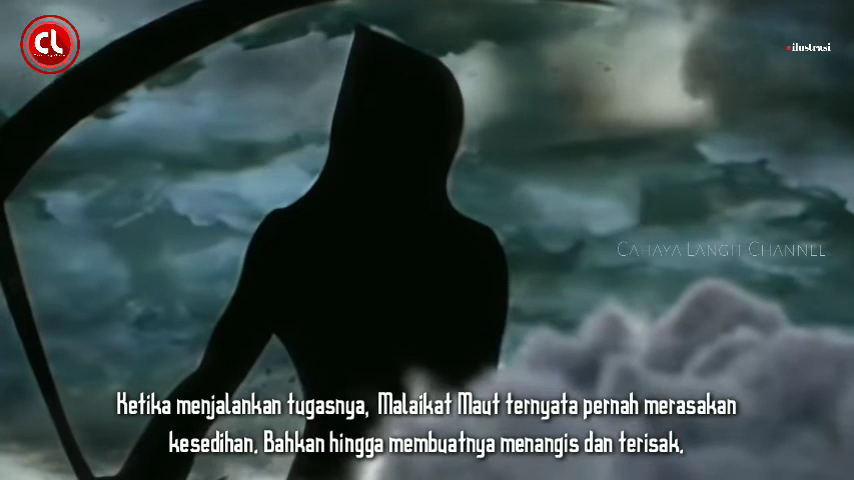 CL
ilustrasi
Cahaya Langit Channel
Ketika menjalankan tugasnya, Malaikat Maut ternyata pernah merasakan
kesedihan. Bahkan hingga membuatnya menangis dan terisak.